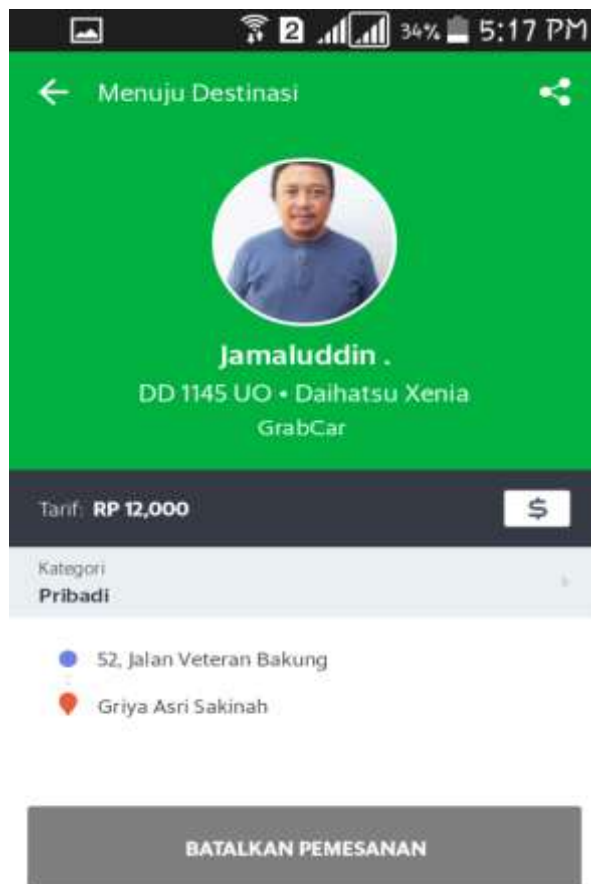 2 34% 5:17 PM
Menuju Destinasi
Jamaluddin .
DD 1145 UO • Daihatsu Xenia
GrabCar
Tarif: RP 12,000 $
Kategori
Pribadi
52, Jalan Veteran Bakung
Griya Asri Sakinah
BATALKAN PEMESANAN